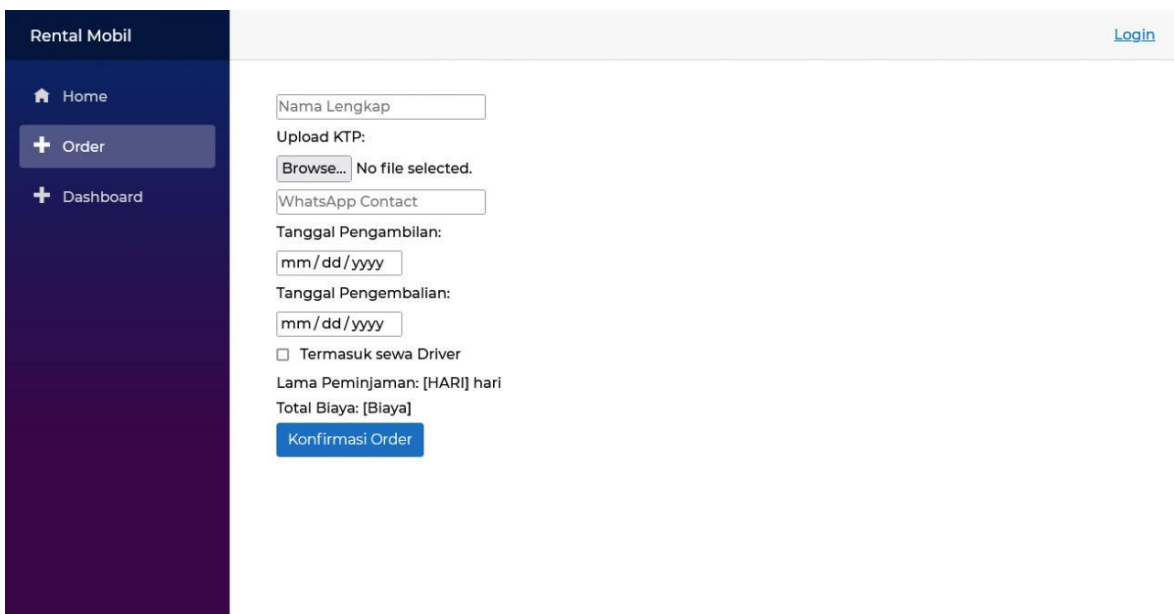 Rental Mobil
Login
Home
Order
Dashboard
Nama Lengkap
Upload KTP:
Browse... No file selected.
WhatsApp Contact
Tanggal Pengambilan:
mm/dd/yyyy
Tanggal Pengembalian:
mm/dd/yyyy
Termasuk sewa Driver
Lama Peminjaman: [HARI] hari
Total Biaya: [Biaya]
Konfirmasi Order